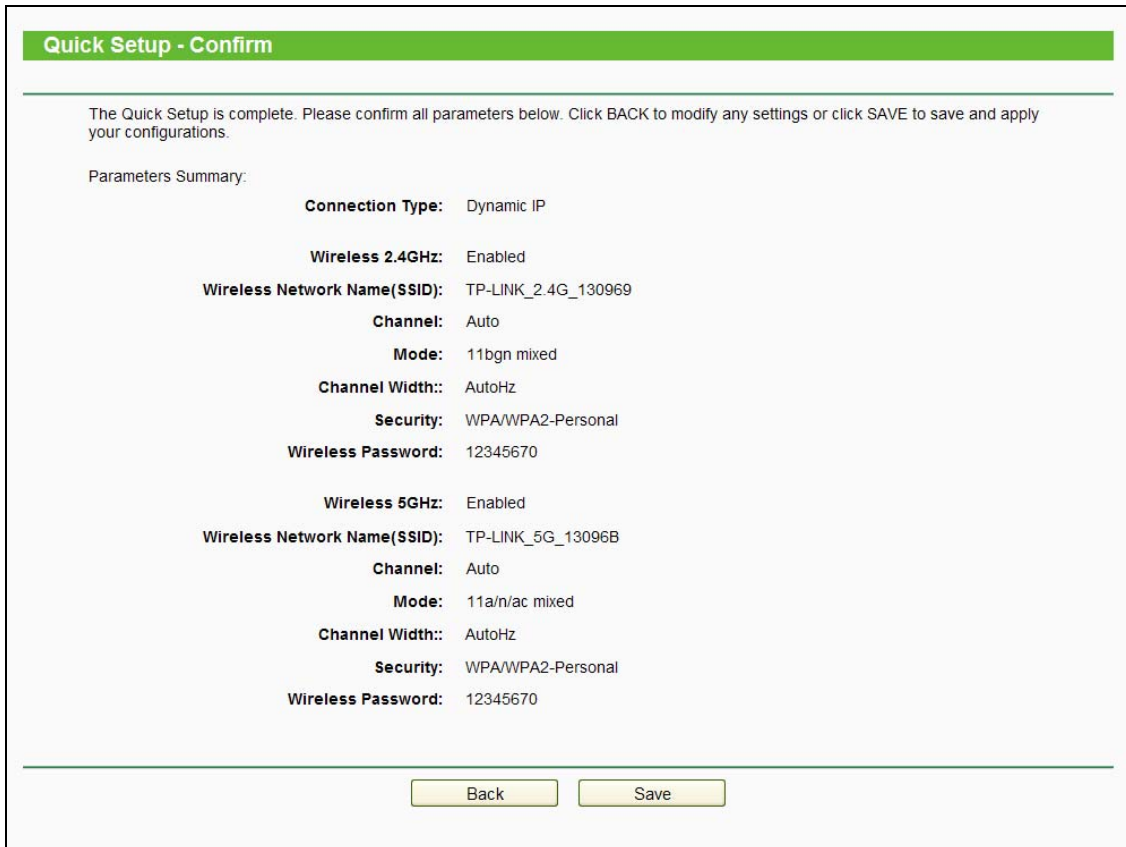 Quick Setup - Confirm
The Quick Setup is complete. Please confirm all parameters below. Click BACK to modify any settings or click SAVE to save and apply
your configurations.
Parameters Summary:
Connection Type: Dynamic IP
Wireless 2.4GHz: Enabled
Wireless Network Name(SSID): TP-LINK_2.4G_130969
Channel: Auto
Mode: 11bgn mixed
Channel Width:: AutoHz
Security: WPA/WPA2-Personal
Wireless Password: 12345670
Wireless 5GHz: Enabled
Wireless Network Name(SSID): TP-LINK_5G_13096B
Channel: Auto
Mode: 11a/n/ac mixed
Channel Width:: AutoHz
Security: WPA/WPA2-Personal
Wireless Password: 12345670
Back Save